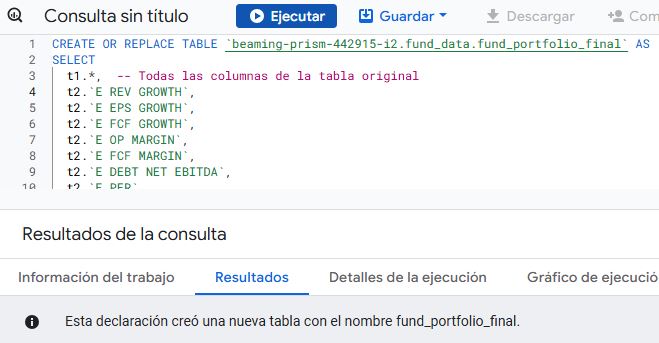 Consulta sin título Ejecutar Guardar Descargar Com
1 CREATE OR REPLACE TABLE `beaming-prism-442915-i2.fund_data.fund_portfolio_final` AS
2 SELECT
3 t1.*, -- Todas las columnas de la tabla original
4 t2.`E REV GROWTH`,
5 t2.`E EPS GROWTH`,
6 t2.`E FCF GROWTH`,
7 t2.`E OP MARGIN`,
8 t2.`E FCF MARGIN`,
9 t2.`E DEBT NET EBITDA`,
10 t2.`E PER`
Resultados de la consulta
Información del trabajo Resultados Detalles de la ejecución Gráfico de ejecució
Esta declaración creó una nueva tabla con el nombre fund_portfolio_final.